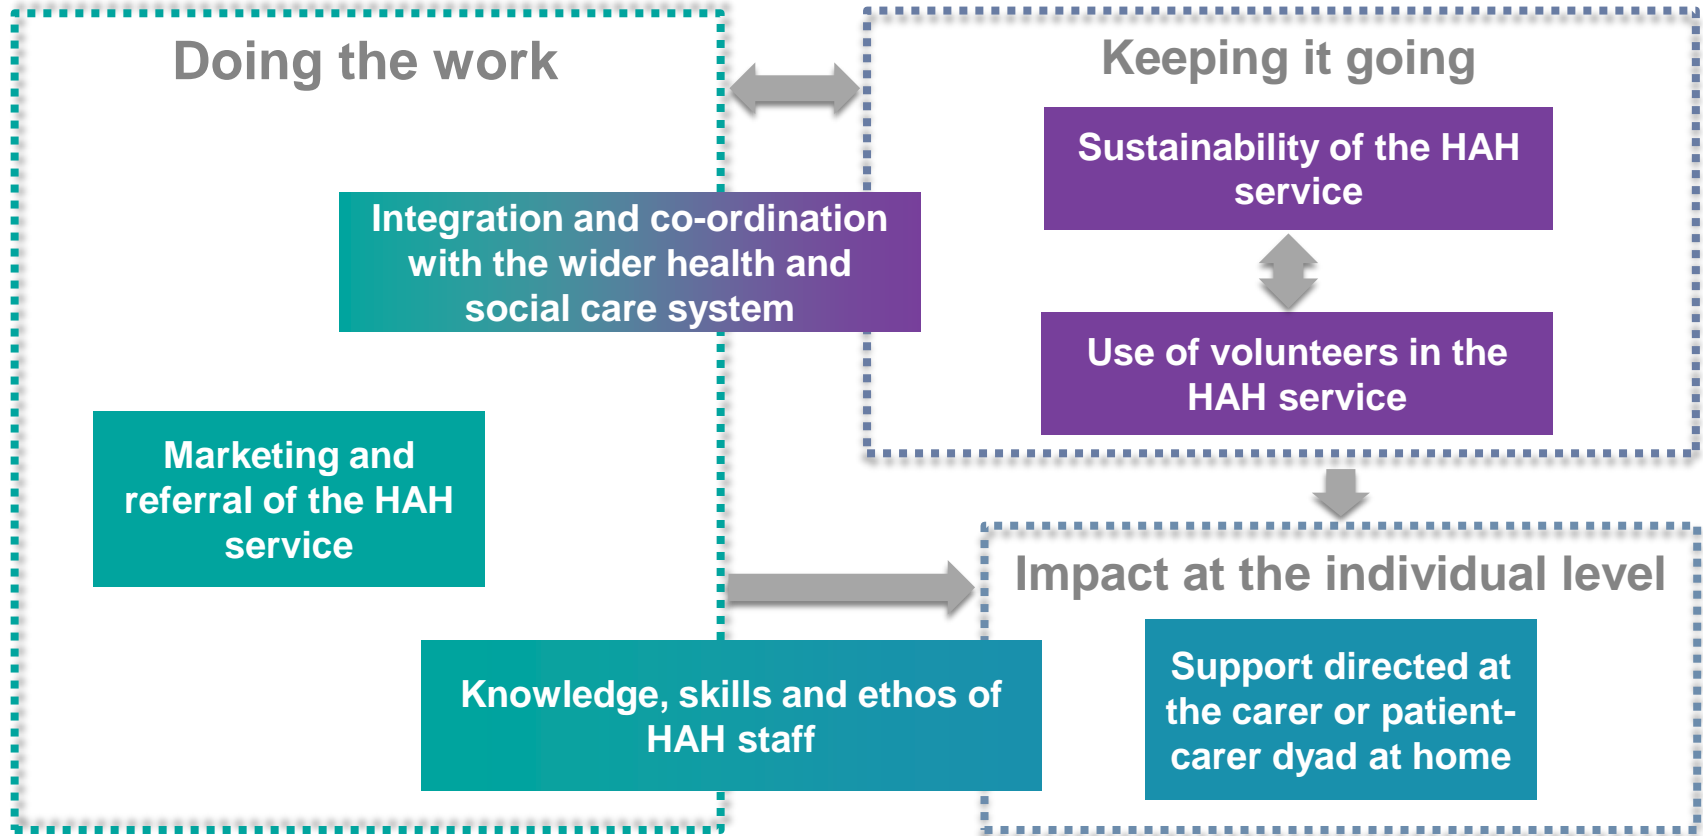 Doing the work
Keeping it going
Sustainability of the HAH
service
Integration and co-ordination
with the wider health and
social care system
Use of volunteers in the
HAH service
Marketing and
referral of the HAH
service
Impact at the individual level
Support directed at
the carer or patient-
carer dyad at home
Knowledge, skills and ethos of
HAH staff